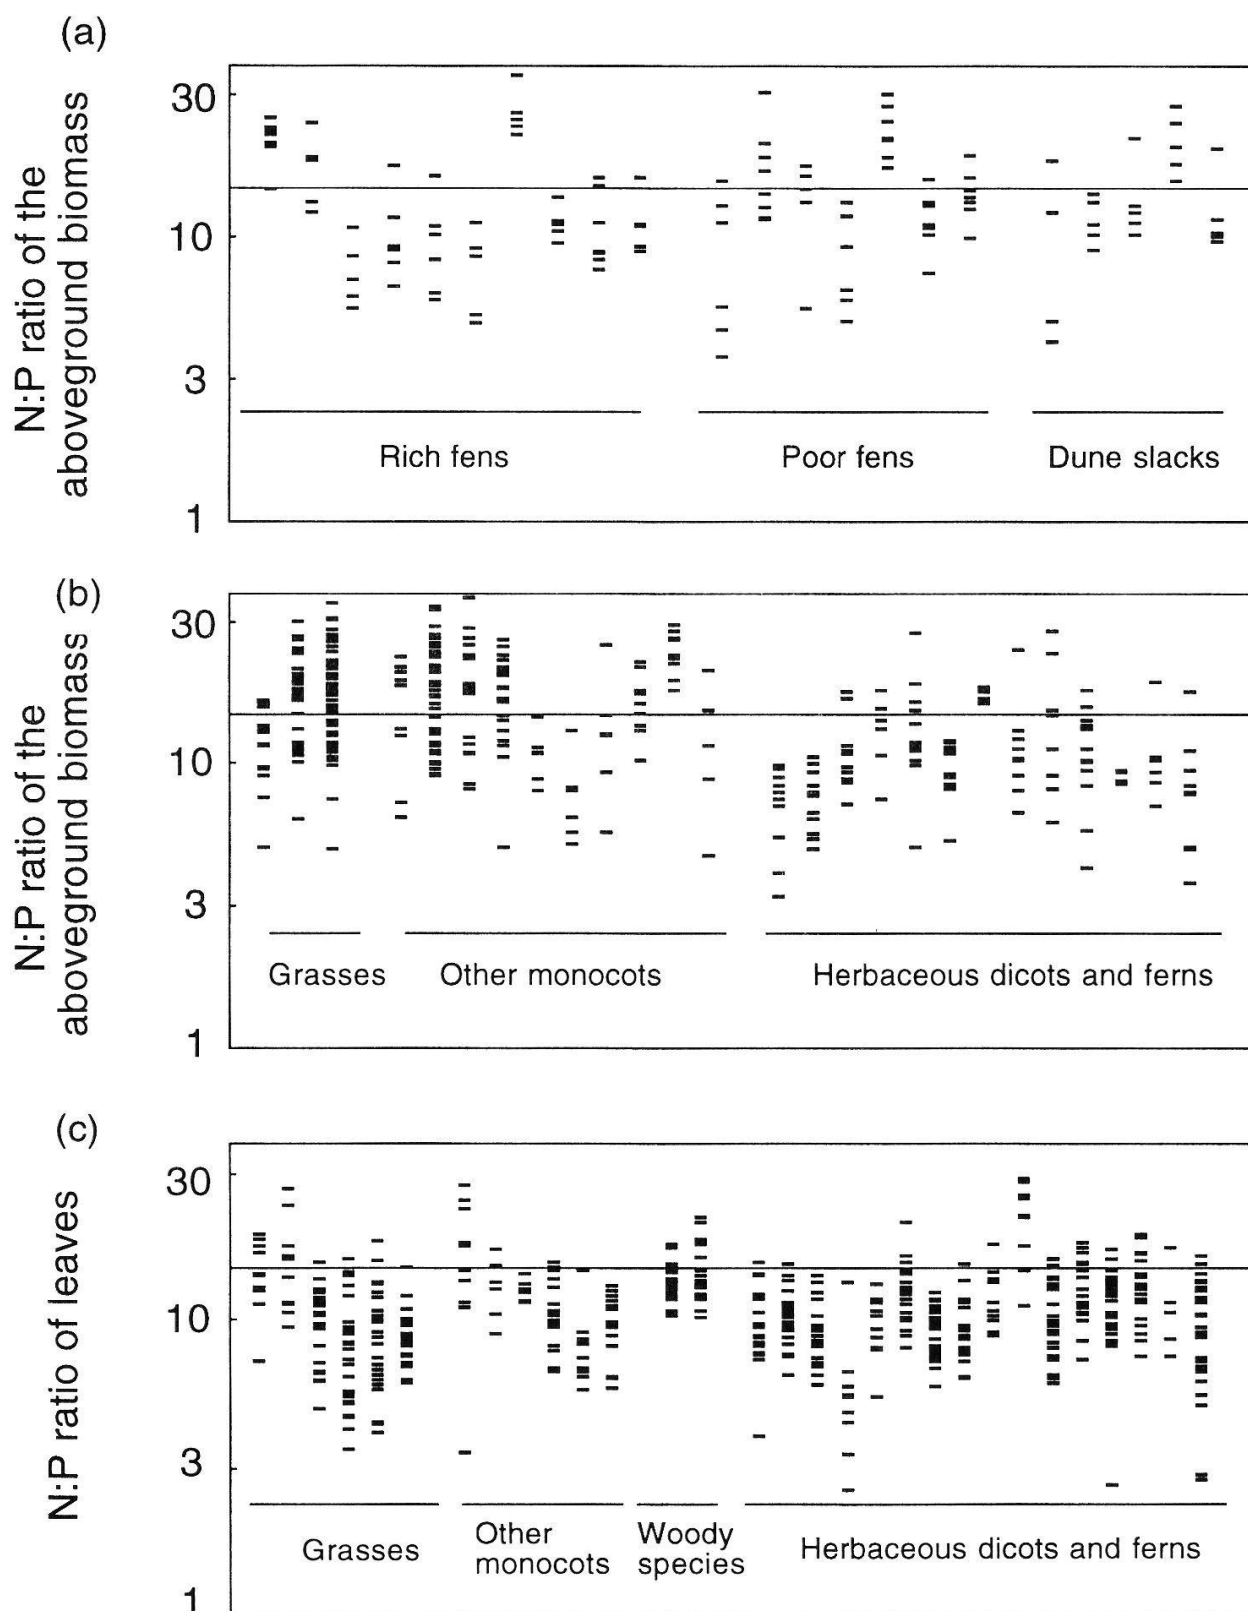 (a)
N:P ratio of the
aboveground biomass
30
10
3
1
Rich fens
Poor fens
Dune slacks
(b)
N:P ratio of the
aboveground biomass
30
10
3
1
Grasses
Other monocots
Herbaceous dicots and ferns
(c)
N:P ratio of leaves
30
10
3
1
Grasses
Other
monocots
Woody
species
Herbaceous dicots and ferns